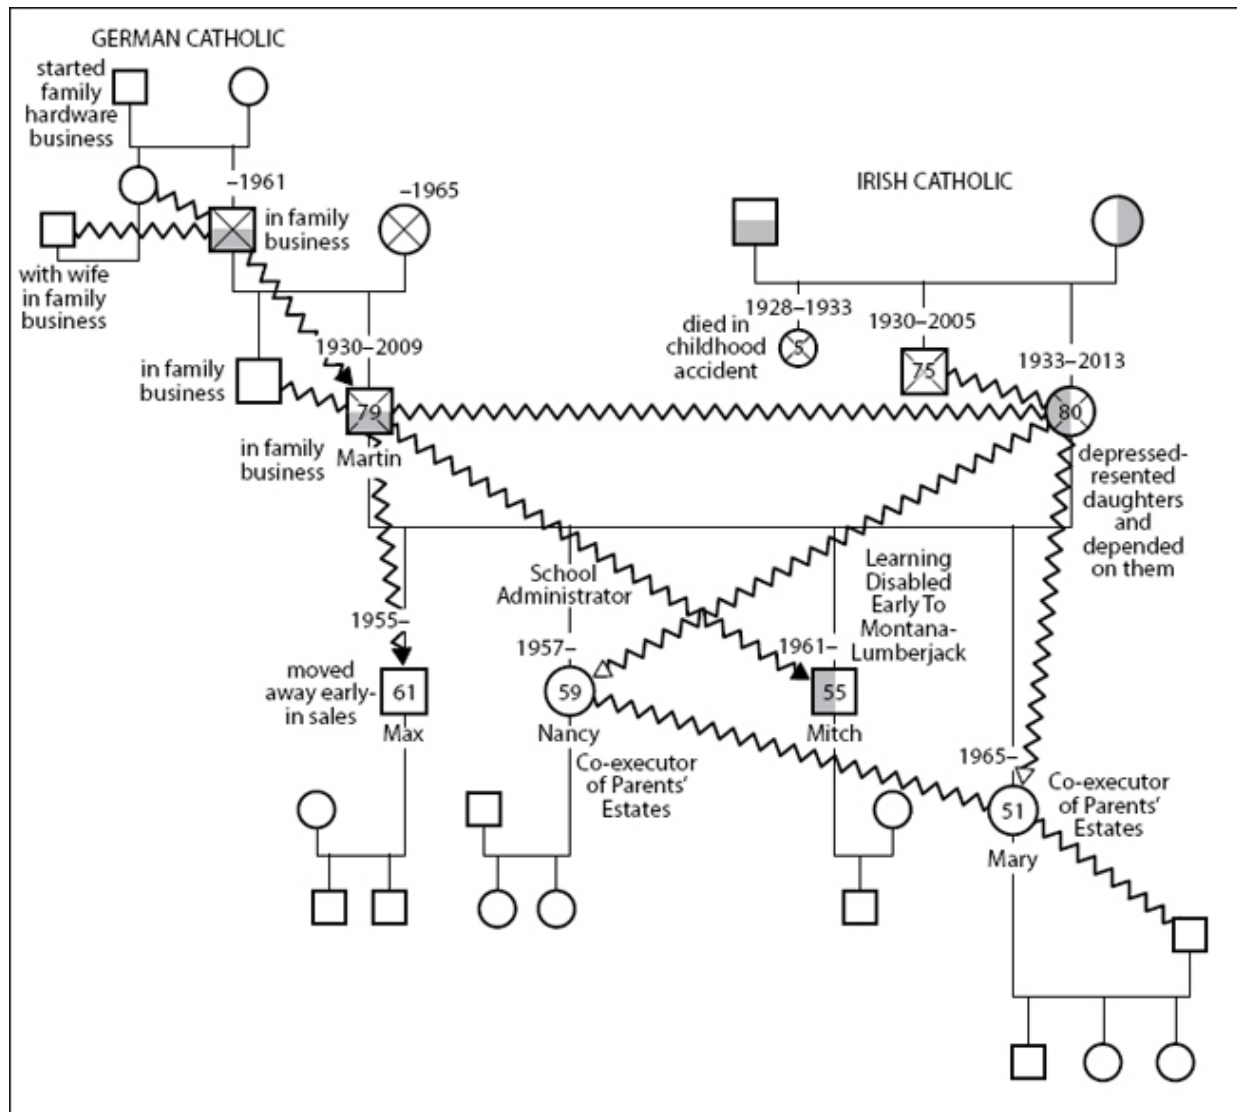 GERMAN CATHOLIC
started
family
hardware
business
–1961
–1965
in family
business
with wife
in family
business
IRISH CATHOLIC
1928–1933
died in
childhood
accident
5
1930–2005
75
1933–2013
80
1930–2009
in family
business
79
in family
business
Martin
depressed-
resented
daughters
and
depended
on them
School
Administrator
Learning
Disabled
Early To
Montana-
Lumberjack
1955–
moved
away early-
in sales
61
Max
1957–
59
Nancy
Co-executor
of Parents'
Estates
1961–
55
Mitch
1965–
51
Mary
Co-executor
of Parents'
Estates